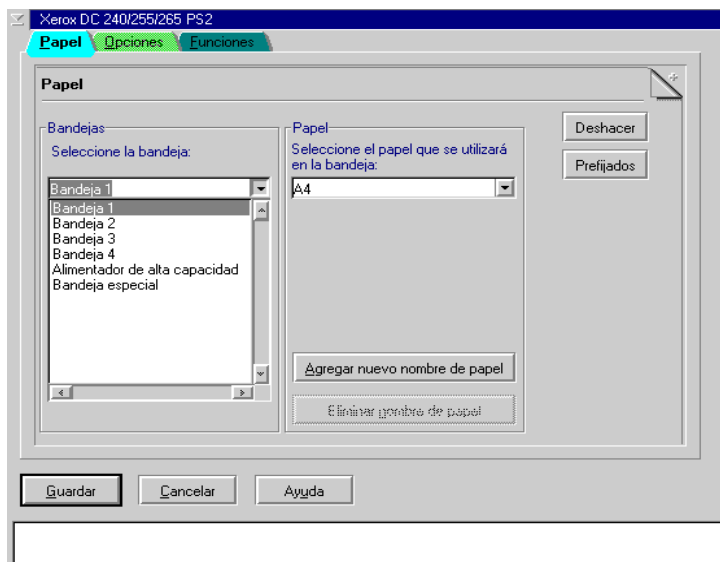 Xerox DC 240/255/265 PS2
Papel Opciones Funciones
Papel
Bandejas
Seleccione la bandeja:
Bandeja 1
Bandeja 1
Bandeja 2
Bandeja 3
Bandeja 4
Alimentador de alta capacidad
Bandeja especial
Papel
Seleccione el papel que se utilizará
en la bandeja:
A4
Agregar nuevo nombre de papel
Eliminar nombre de papel
Deshacer
Prefijados
Guardar Cancelar Ayuda